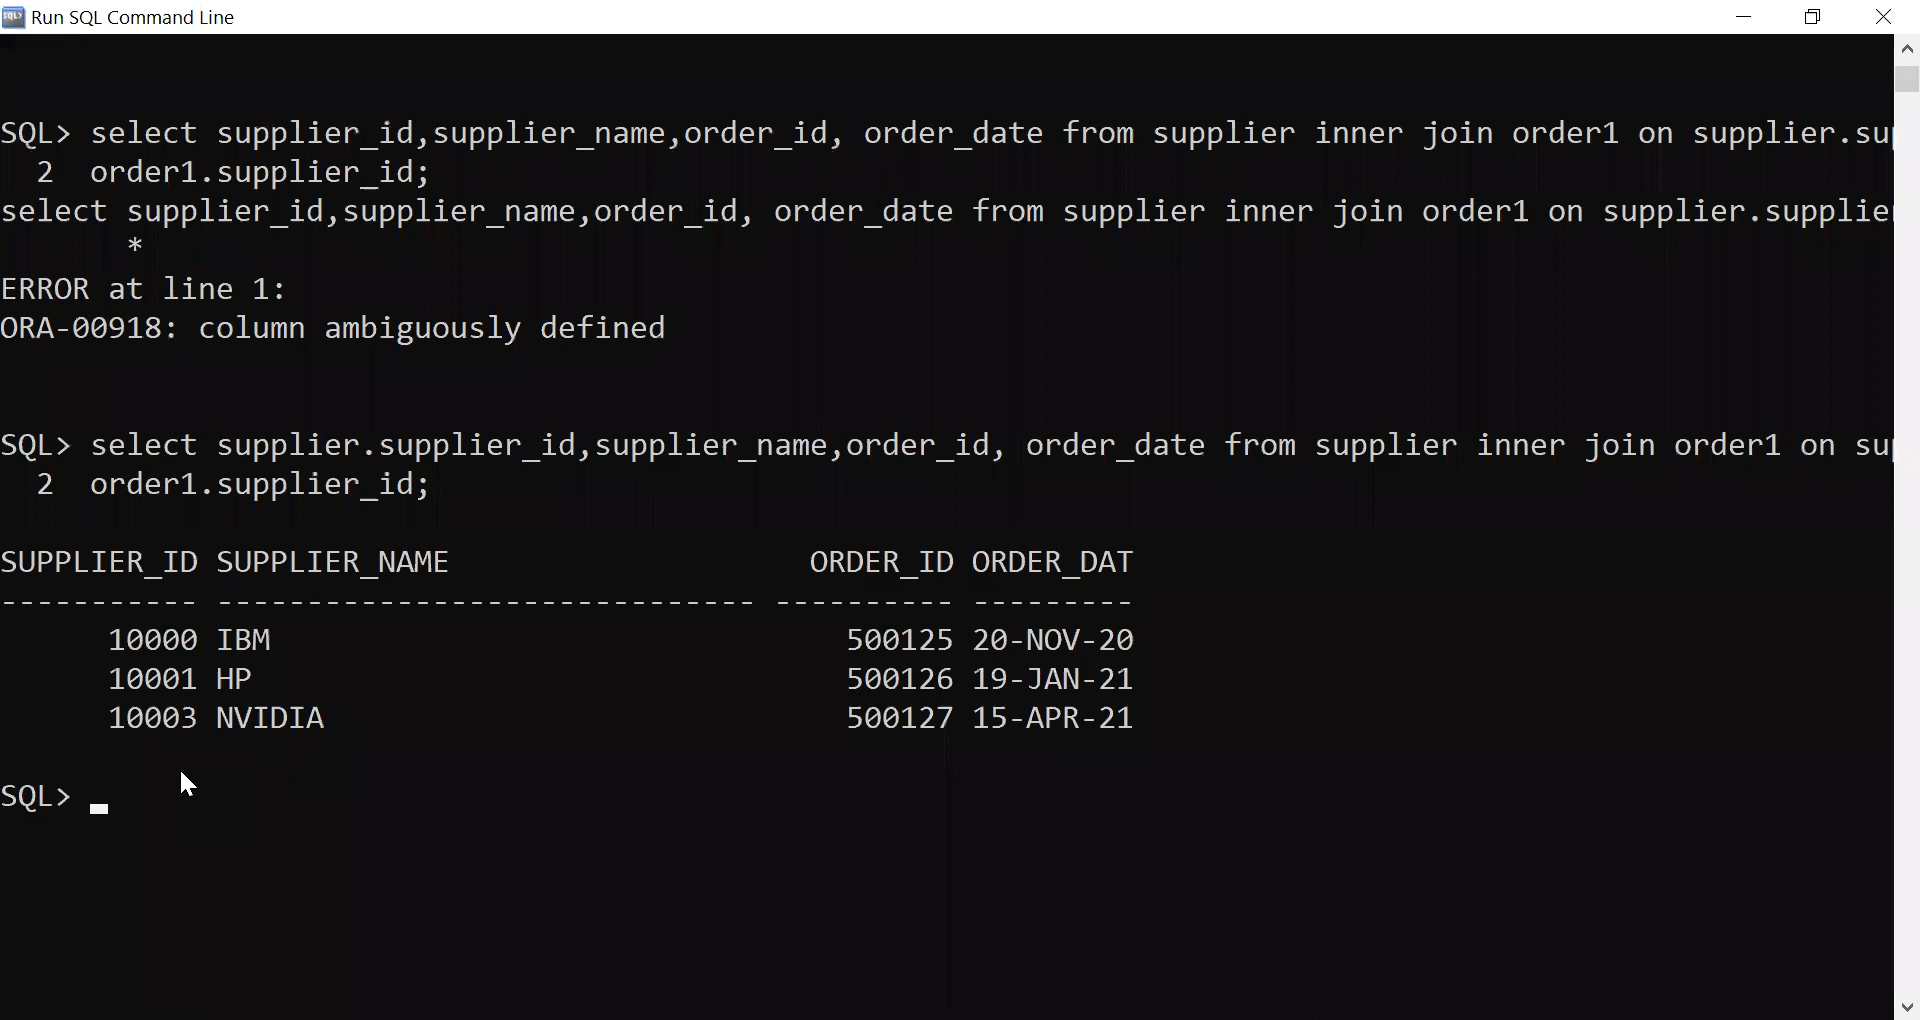 Run SQL Command Line
SQL> select supplier_id,supplier_name,order_id, order_date from supplier inner join order1 on supplier.su
2 order1.supplier_id;
select supplier_id,supplier_name,order_id, order_date from supplier inner join order1 on supplier.supplie
*
ERROR at line 1:
ORA-00918: column ambiguously defined
SQL> select supplier.supplier_id,supplier_name,order_id, order_date from supplier inner join order1 on su
2 order1.supplier_id;
SUPPLIER_ID SUPPLIER_NAME ORDER_ID ORDER_DAT
----------- ------------------------------ ---------- ---------
10000 IBM 500125 20-NOV-20
10001 HP 500126 19-JAN-21
10003 NVIDIA 500127 15-APR-21
SQL>